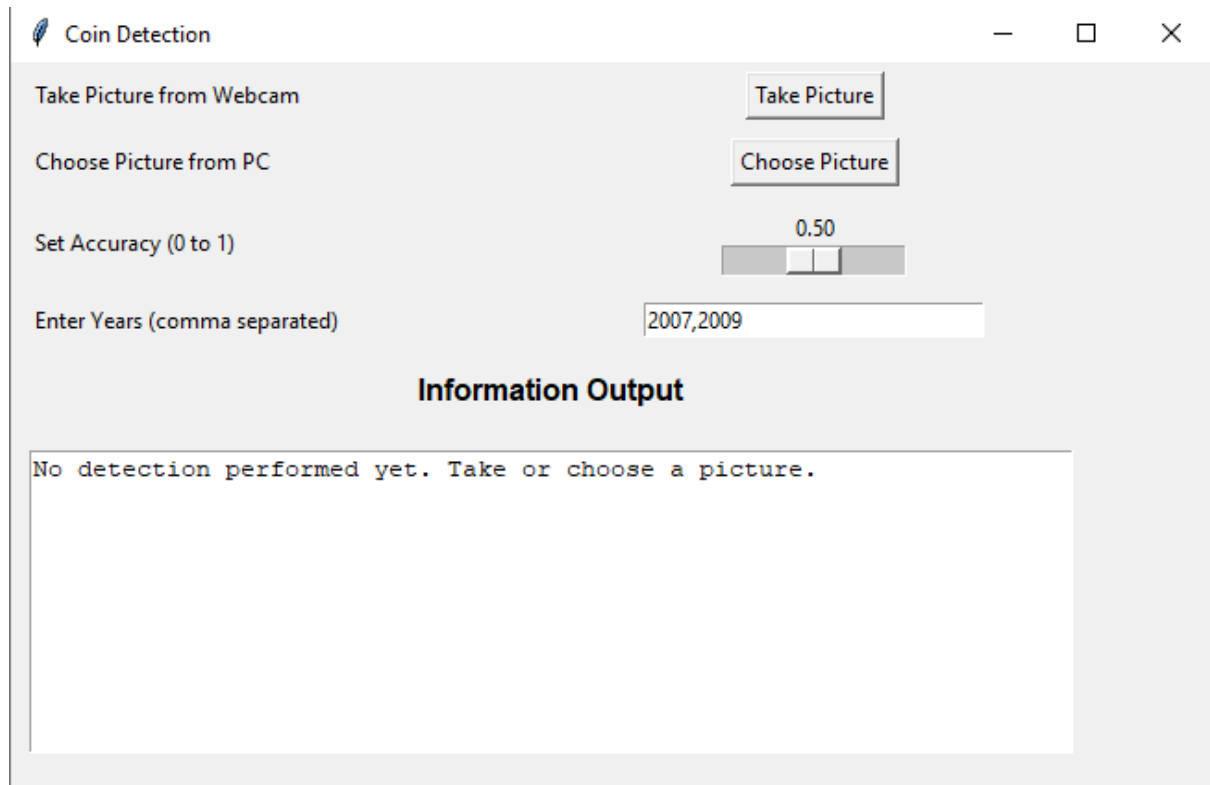 Coin Detection
Take Picture from Webcam
Take Picture
Choose Picture from PC
Choose Picture
0.50
Set Accuracy (0 to 1)
Enter Years (comma separated)
2007,2009
Information Output
No detection performed yet. Take or choose a picture.